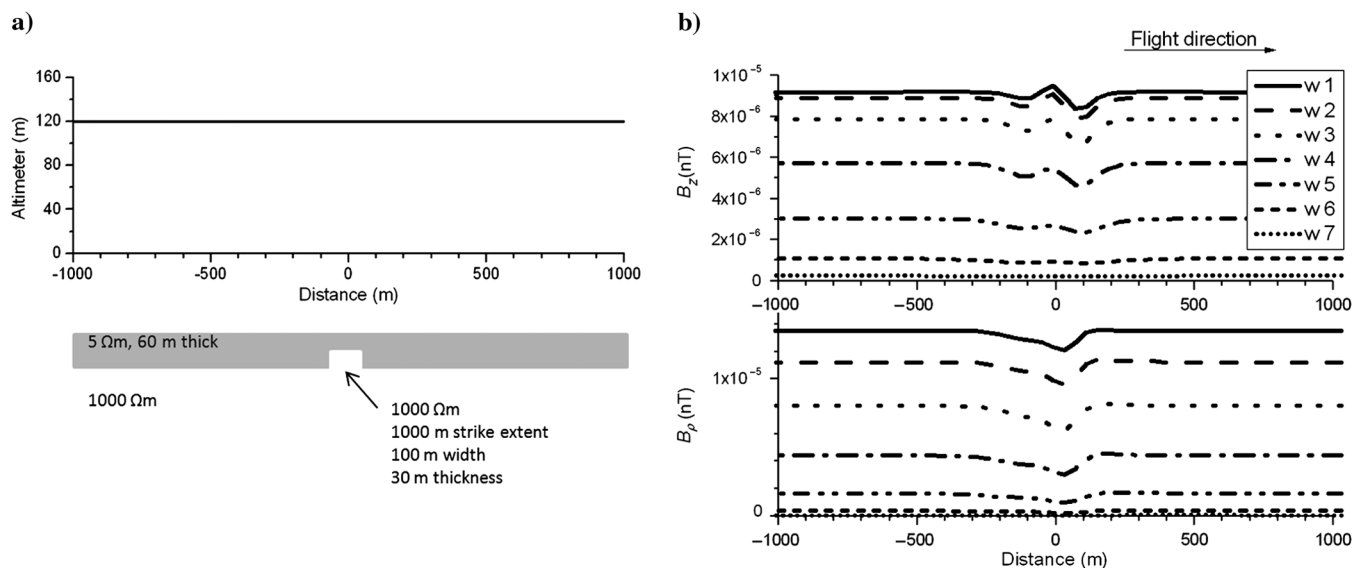 a)
160
120
80
40
0
Altimeter (m)
-1000
-500
0
500
1000
Distance (m)
5 Ωm, 60 m thick
1000 Ωm
1000 Ωm
1000 m strike extent
100 m width
30 m thickness
b)
Flight direction
1x10⁻⁵
8x10⁻⁶
6x10⁻⁶
4x10⁻⁶
2x10⁻⁶
0
B_z (nT)
w 1
w 2
w 3
w 4
w 5
w 6
w 7
−1000
−500
0
500
1000
1x10⁻⁵
0
B_ρ (nT)
−1000
−500
0
500
1000
Distance (m)